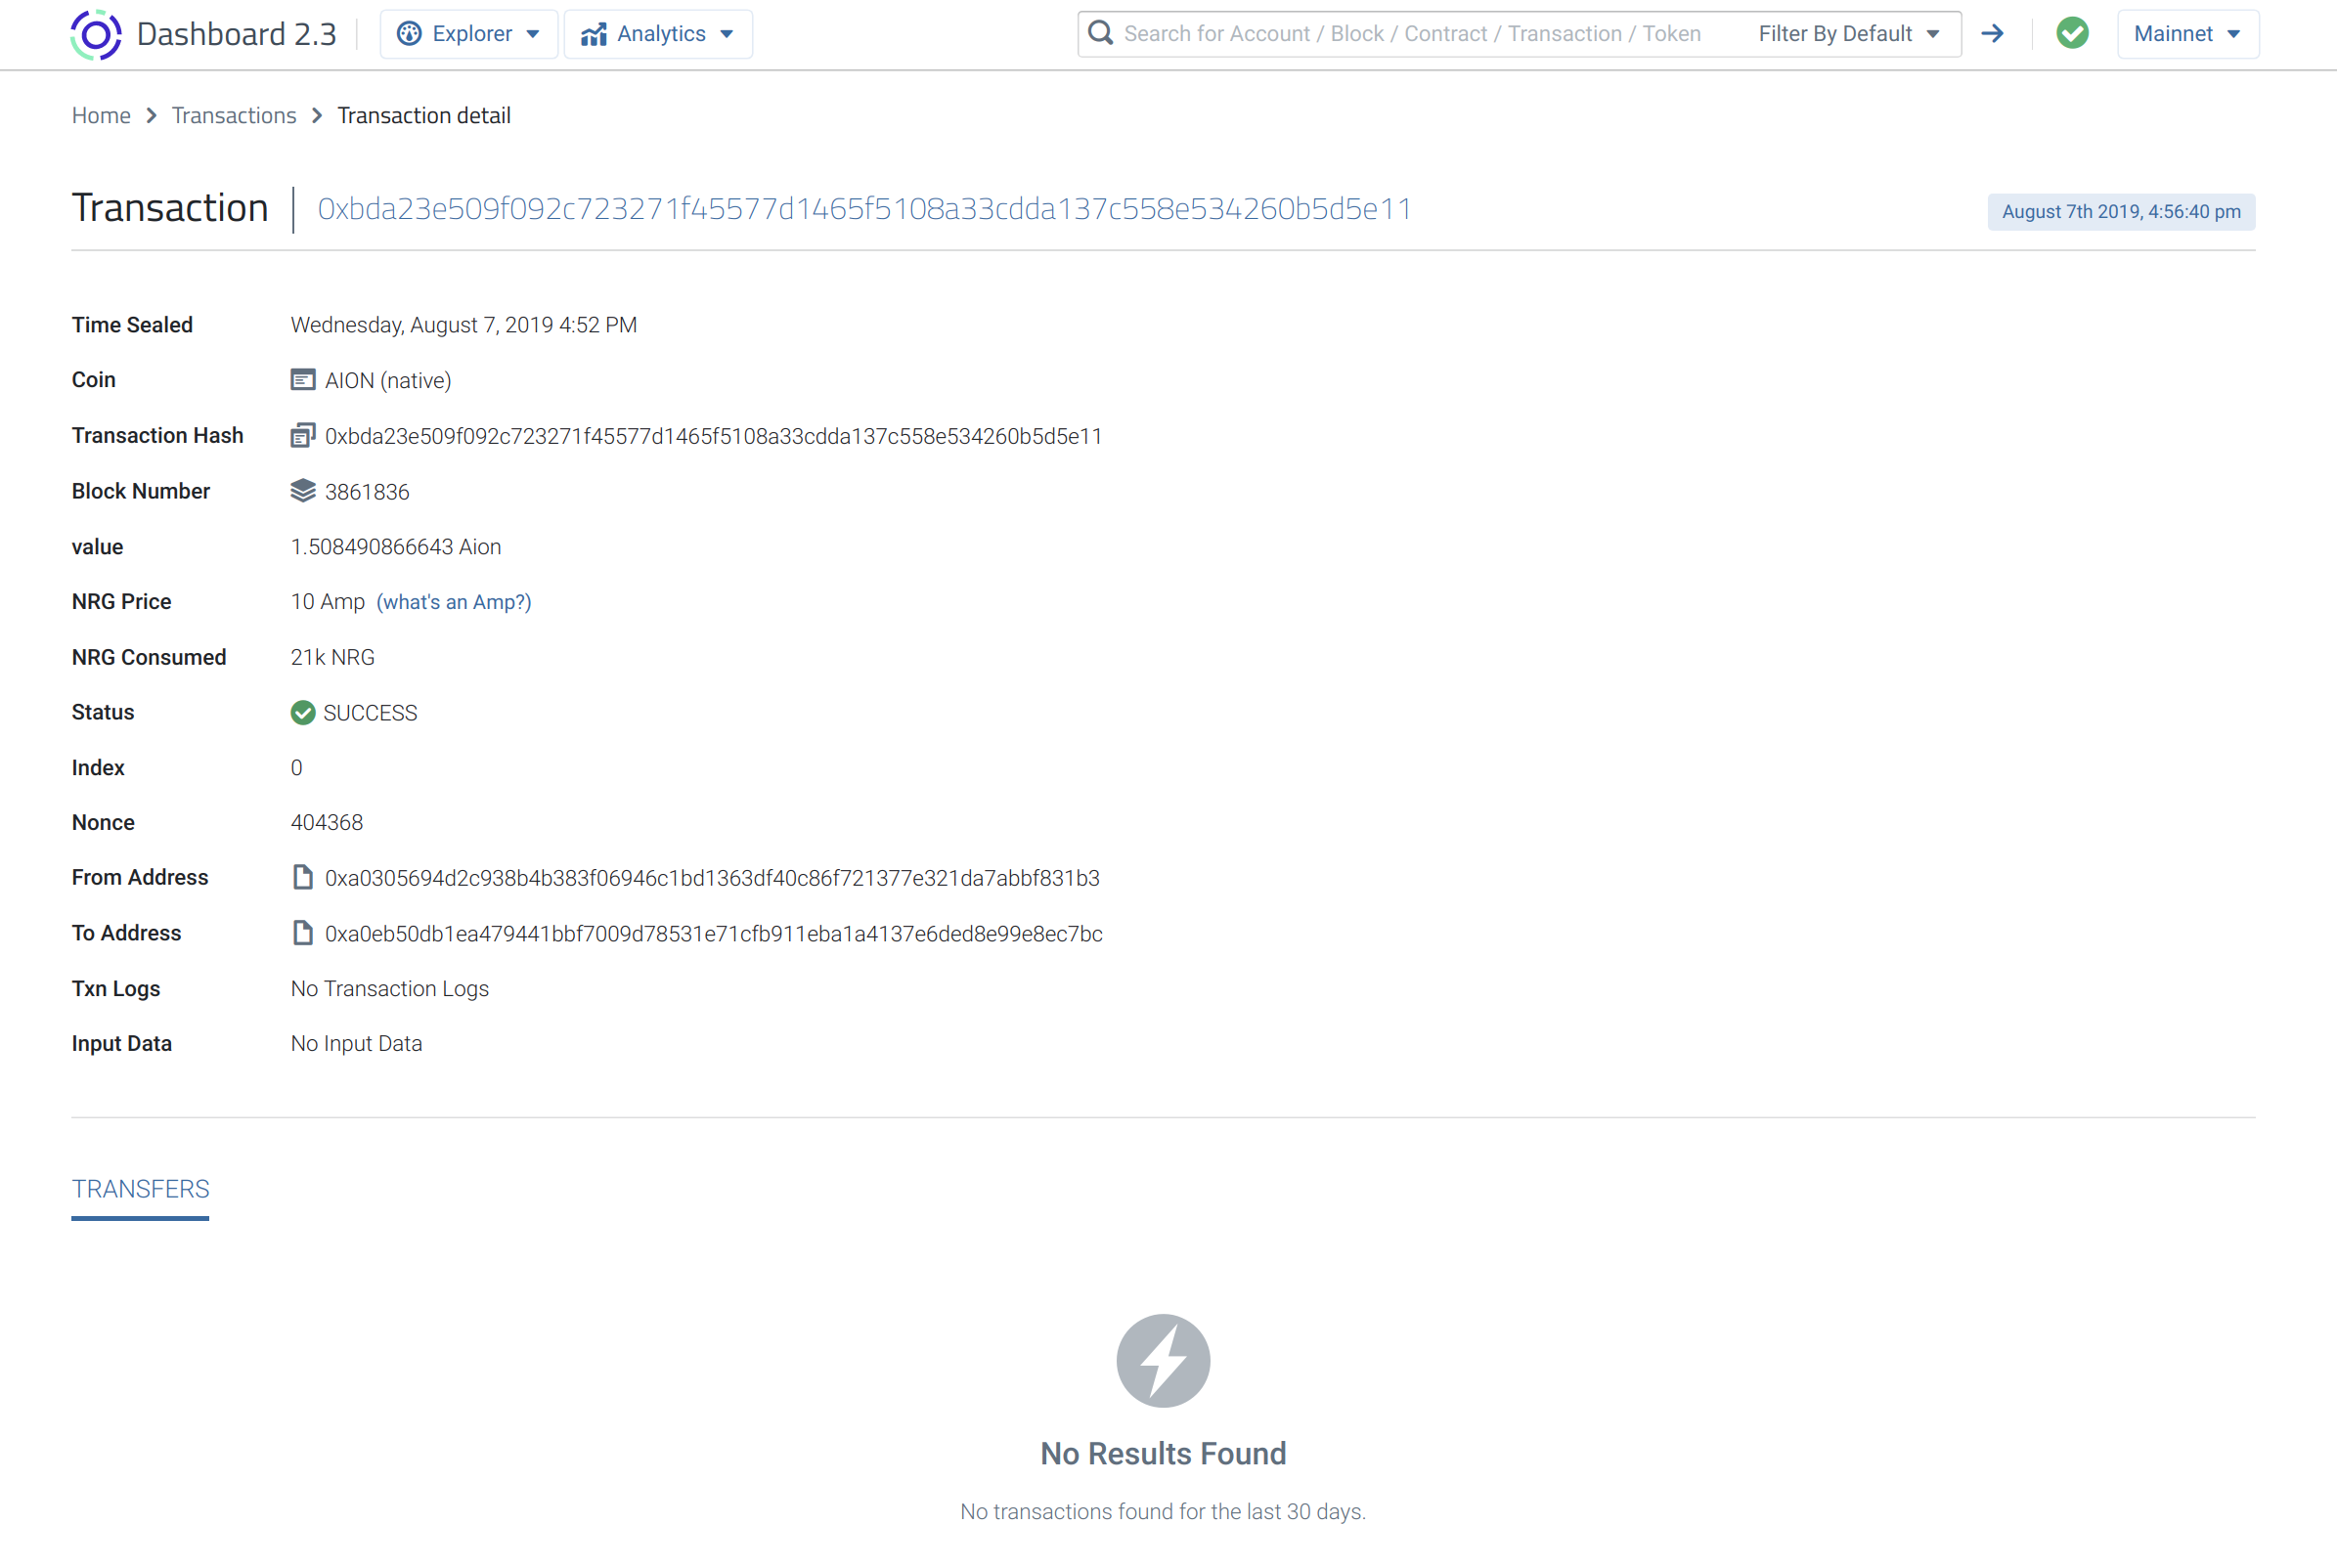 Dashboard 2.3 Explorer Analytics Search for Account / Block / Contract / Transaction / Token Filter By Default Mainnet
Home Transactions Transaction detail
Transaction 0xbda23e509f092c723271f45577d1465f5108a33cdda137c558e534260b5d5e11 August 7th 2019, 4:56:40 pm
Time Sealed Wednesday, August 7, 2019 4:52 PM
Coin AION (native)
Transaction Hash 0xbda23e509f092c723271f45577d1465f5108a33cdda137c558e534260b5d5e11
Block Number 3861836
value 1.508490866643 Aion
NRG Price 10 Amp (what's an Amp?)
NRG Consumed 21k NRG
Status SUCCESS
Index 0
Nonce 404368
From Address 0xa0305694d2c938b4b383f06946c1bd1363df40c86f721377e321da7abbf831b3
To Address 0xa0eb50db1ea479441bbf7009d78531e71cfb911eba1a4137e6ded8e99e8ec7bc
Txn Logs No Transaction Logs
Input Data No Input Data
TRANSFERS
No Results Found
No transactions found for the last 30 days.